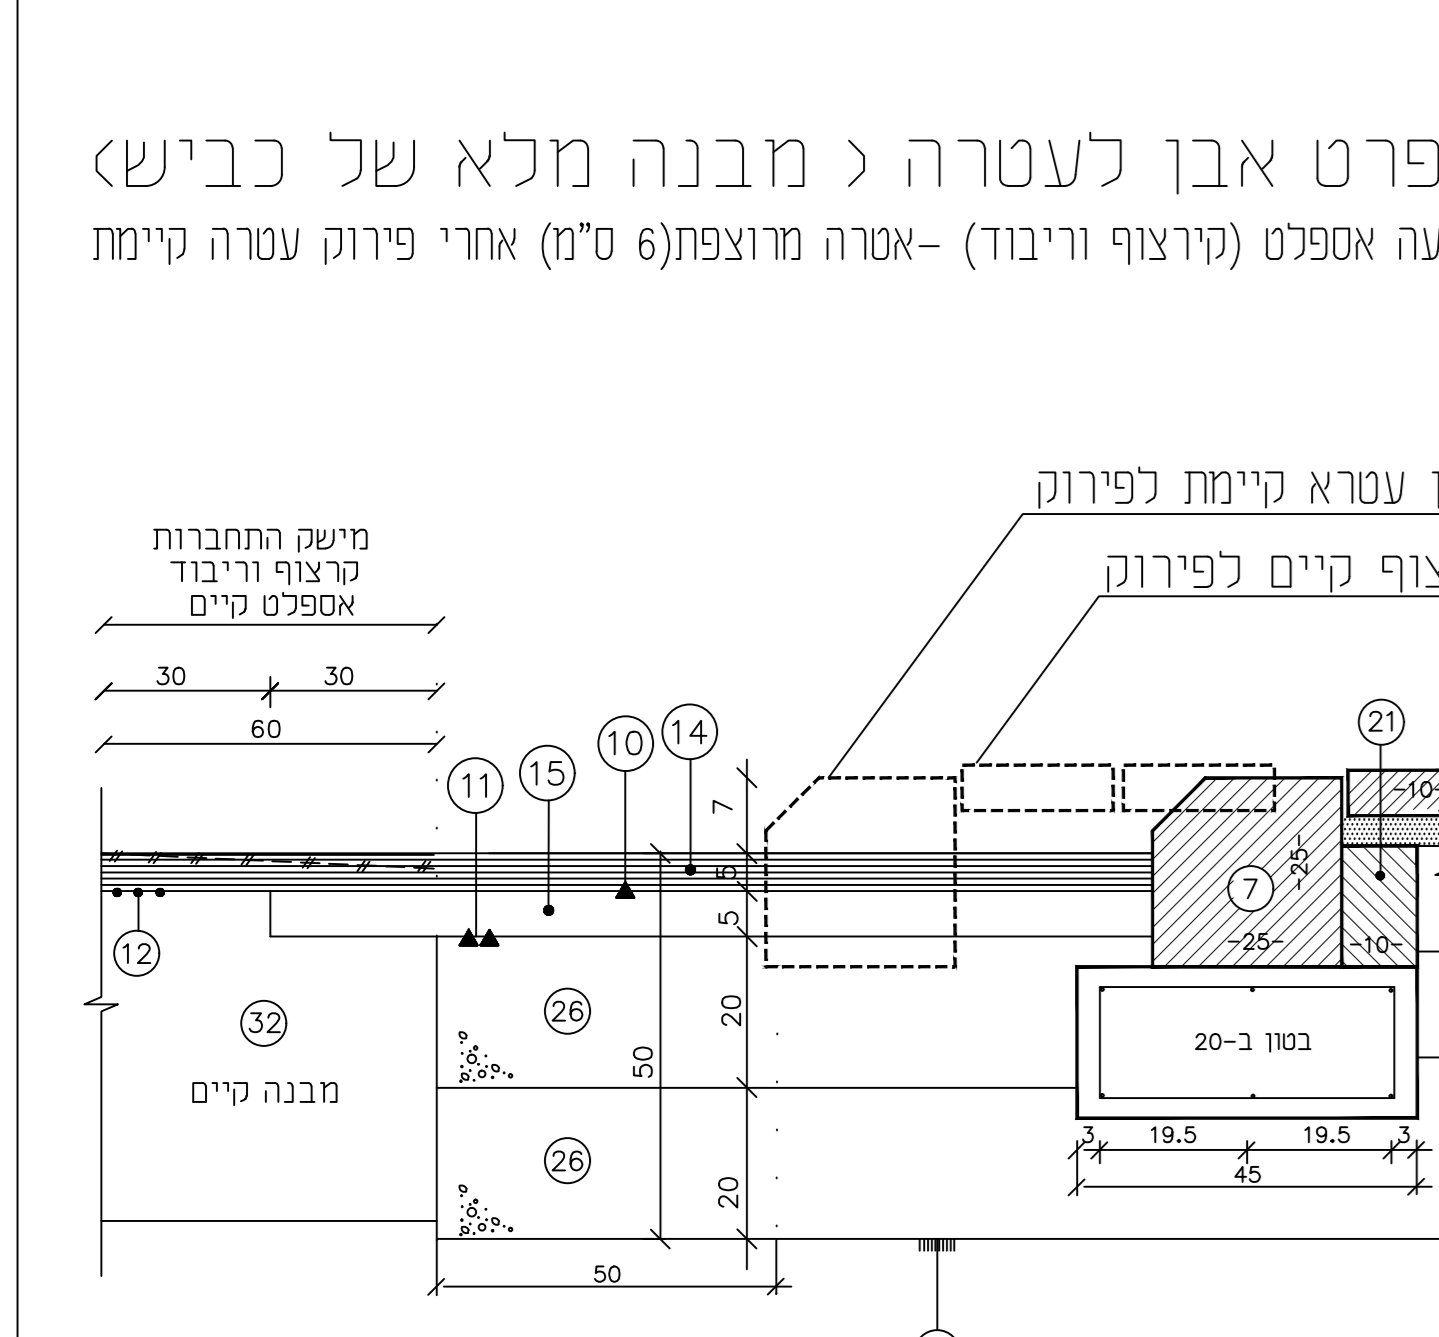 פרט אבן לעטרה < מבנה מלא של כביש>
אספלט (קירצוף וריבוד) –אטרה מרוצפת(6 ס"מ) אחרי פירוק עטרה קיימת
עטרא קיימת לפירוק
קיים לפירוק
מישק התחברות
קרצוף וריבוד
אספלט קיים
30 30
60
11
15
10
14
21
7
5
5
20
20
50
12
32
מבנה קיים
26
26
7
-25-
-25-
-10-
-10-
בטון ב-20
3 19.5 19.5 3
45
50